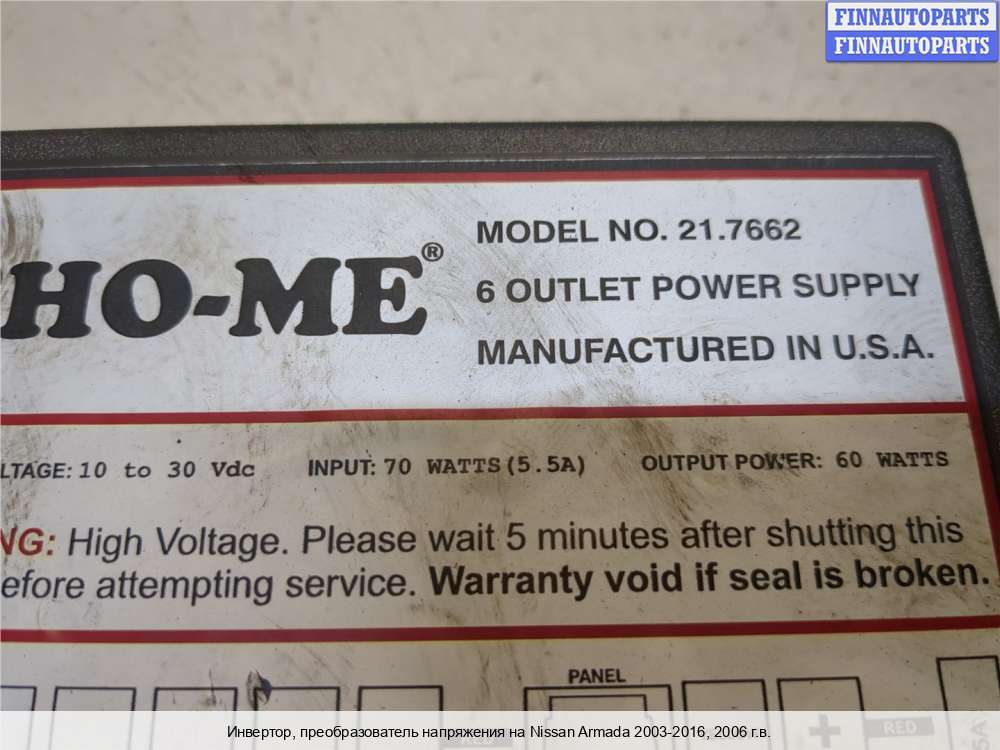 FINNAUTOPARTS
FINNAUTOPARTS
HO-ME®
MODEL NO. 21.7662
6 OUTLET POWER SUPPLY
MANUFACTURED IN U.S.A.
LTAGE: 10 to 30 Vdc INPUT: 70 WATTS (5.5A) OUTPUT POWER: 60 WATTS
NG: High Voltage. Please wait 5 minutes after shutting this
efore attempting service. Warranty void if seal is broken.
PANEL
+ RED
Инвертор, преобразователь напряжения на Nissan Armada 2003-2016, 2006 г.в.